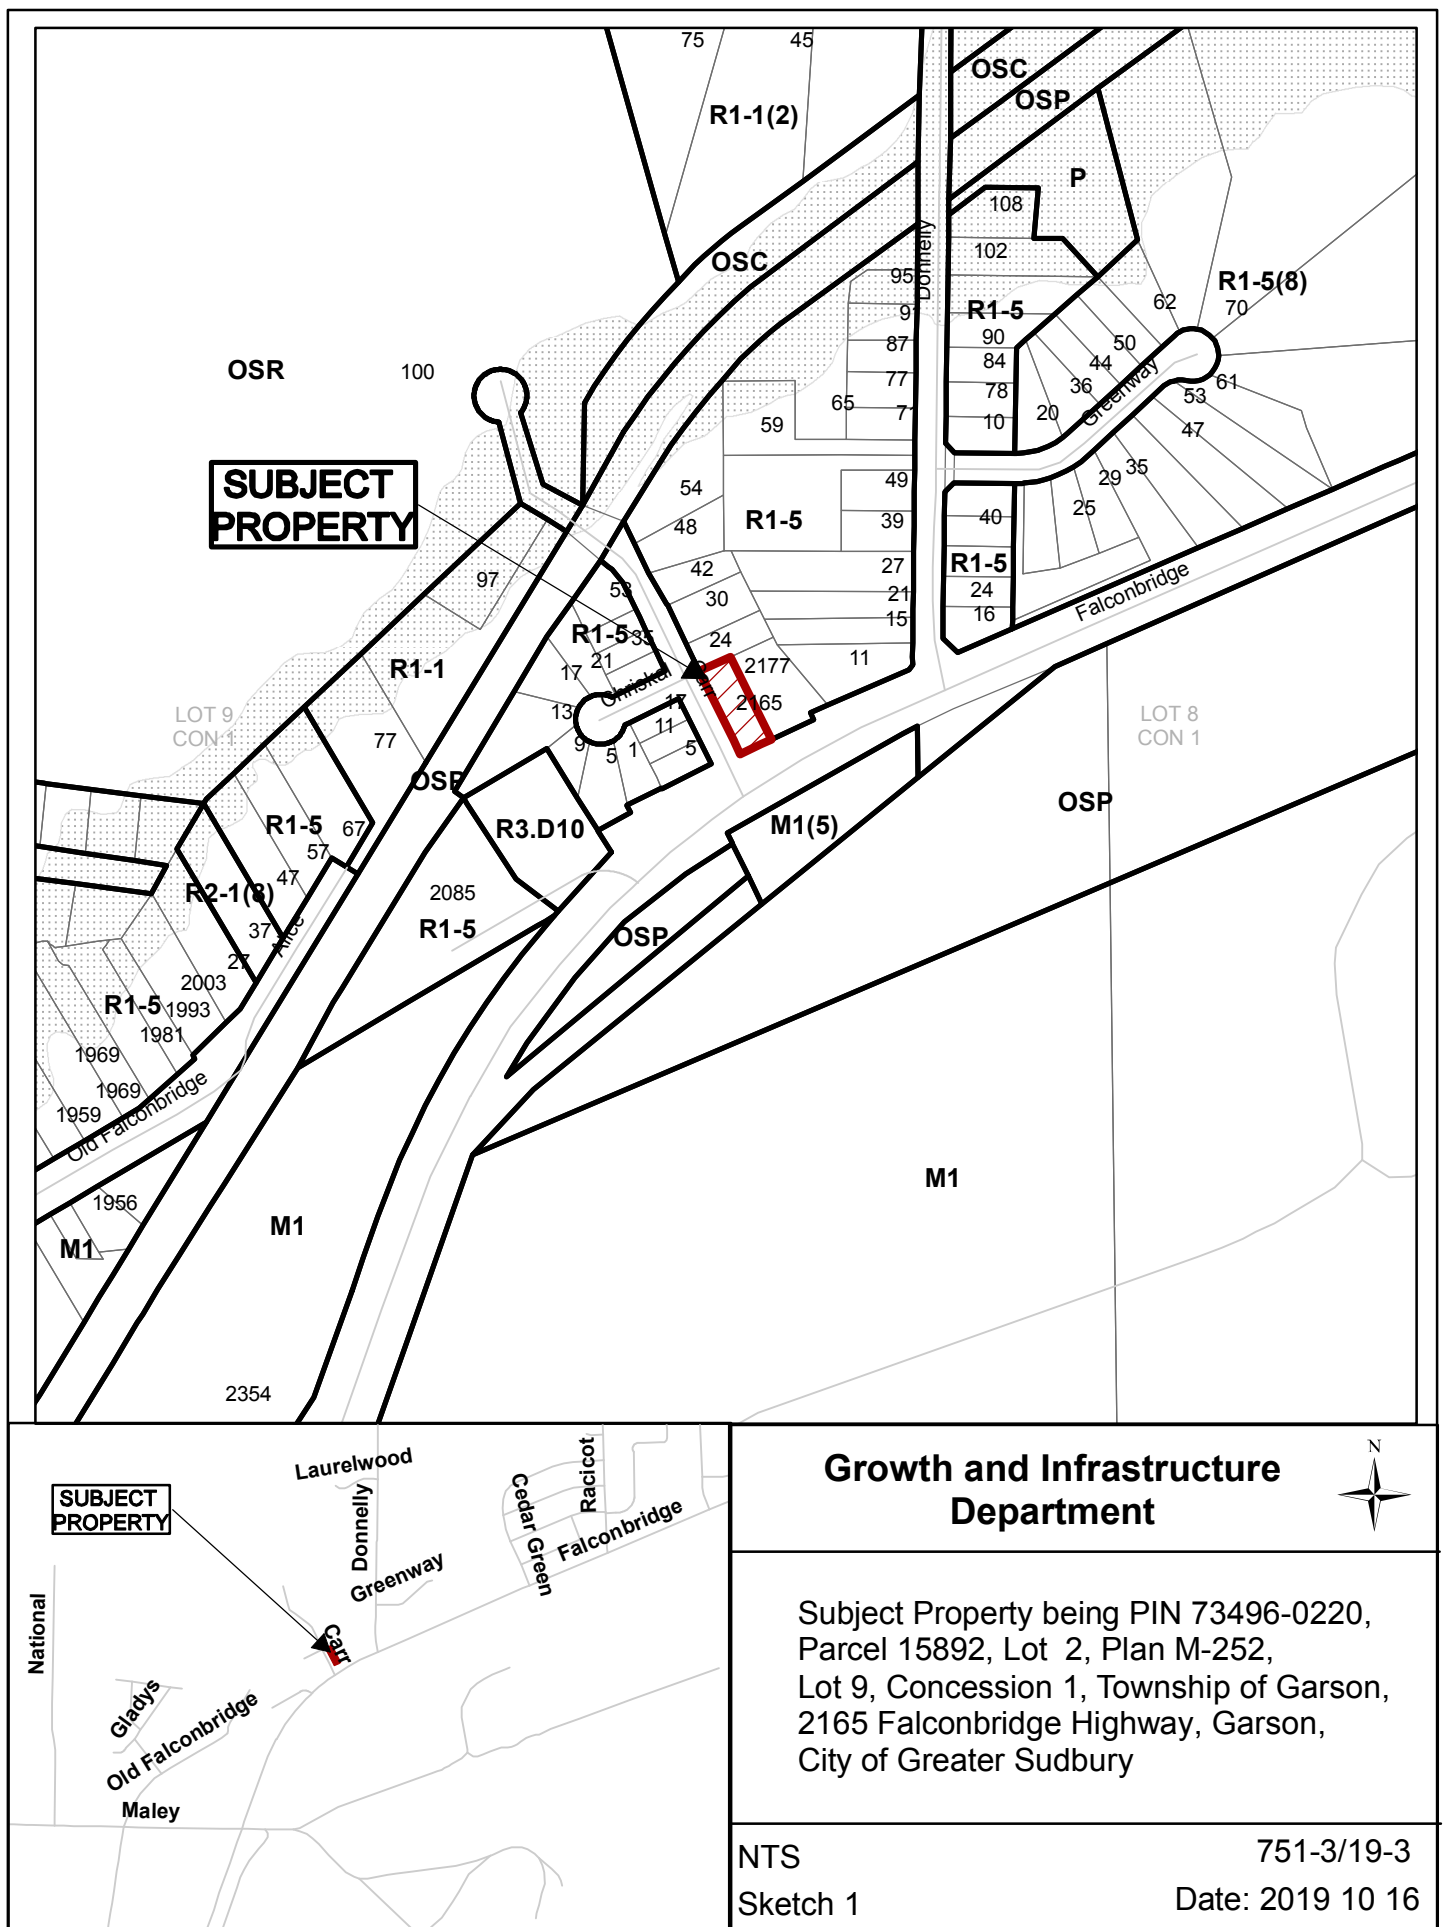 75
45
OSC
OSP
R1-1(2)
P
108
102
Donnelly
OSC
95
R1-5(8)
62
70
R1-5
91
90
87
84
50
44
OSR
100
77
78
36
61
Greenway
53
65
71
10
20
59
47
SUBJECT
PROPERTY
54
49
35
29
25
48
R1-5
39
40
97
42
27
R1-5
Falconbridge
53
30
21
24
15
16
R1-5
35
24
R1-1
17
21
2177
11
Chriskal
Carr
17
2165
LOT 9
CON 1
13
11
LOT 8
CON 1
77
9
5
1
5
OSP
OSP
R1-5
67
R3.D10
M1(5)
57
47
R2-1(8)
2085
37
Alice
R1-5
OSP
27
2003
R1-5
1993
1981
1969
1969
1959
Old Falconbridge
M1
1956
M1
M1
2354
Laurelwood
Racicot
SUBJECT
PROPERTY
Donnelly
Cedar Green
Falconbridge
Greenway
National
Carr
Gladys
Old Falconbridge
Maley
Growth and Infrastructure
Department
N
Subject Property being PIN 73496-0220,
Parcel 15892, Lot 2, Plan M-252,
Lot 9, Concession 1, Township of Garson,
2165 Falconbridge Highway, Garson,
City of Greater Sudbury
NTS
751-3/19-3
Sketch 1
Date: 2019 10 16